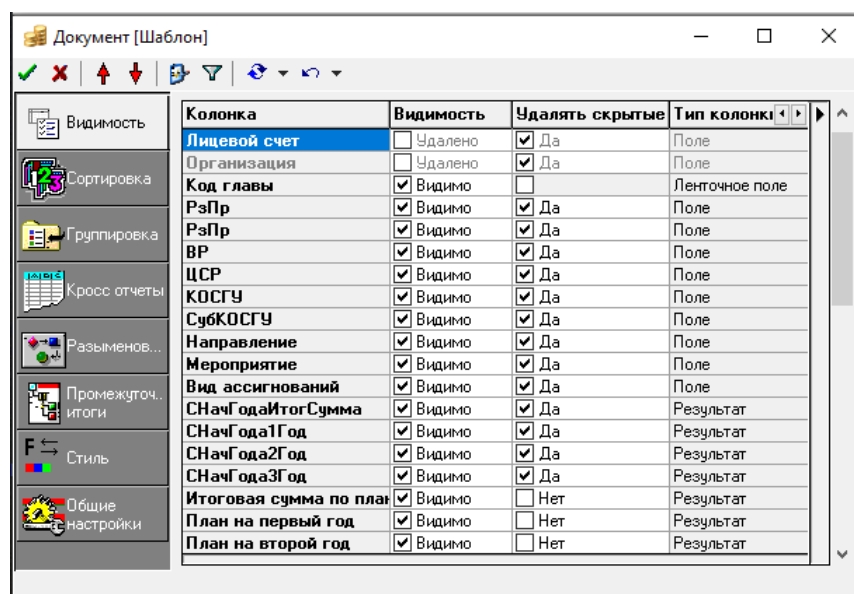 Документ [Шаблон]
Видимость
Сортировка
Группировка
Кросс отчеты
Разыменов...
Промежуточ..
итоги
Стиль
Общие
настройки
Колонка Видимость Удалять скрытые Тип колонкı
Лицевой счет Удалено Да Поле
Организация Удалено Да Поле
Код главы Видимо Ленточное поле
РзПр Видимо Да Поле
РзПр Видимо Да Поле
ВР Видимо Да Поле
ЦСР Видимо Да Поле
КОСГУ Видимо Да Поле
СубКОСГУ Видимо Да Поле
Направление Видимо Да Поле
Мероприятие Видимо Да Поле
Вид ассигнований Видимо Да Поле
СНачГодаИтогСумма Видимо Да Результат
СНачГода1Год Видимо Да Результат
СНачГода2Год Видимо Да Результат
СНачГода3Год Видимо Да Результат
Итоговая сумма по план Видимо Нет Результат
План на первый год Видимо Нет Результат
План на второй год Видимо Нет Результат